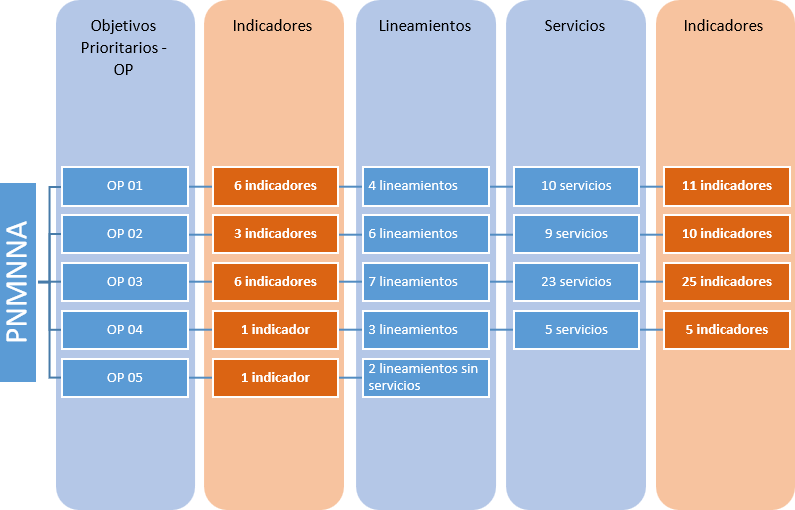 Objetivos
Prioritarios -
OP
Indicadores
Lineamientos
Servicios
Indicadores
PNMNNA
OP 01
6 indicadores
4 lineamientos
10 servicios
11 indicadores
OP 02
3 indicadores
6 lineamientos
9 servicios
10 indicadores
OP 03
6 indicadores
7 lineamientos
23 servicios
25 indicadores
OP 04
1 indicador
3 lineamientos
5 servicios
5 indicadores
OP 05
1 indicador
2 lineamientos sin
servicios